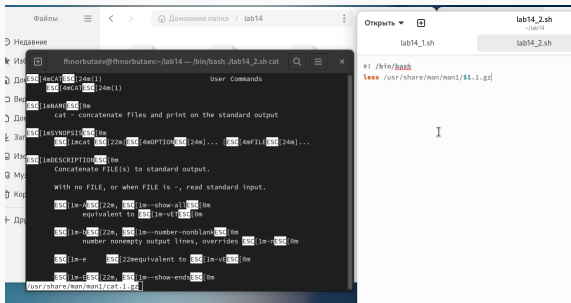 Файлы
Домашняя папка / lab14
Открыть
lab14_2.sh
~/lab14
Недавние
lab14_1.sh
lab14_2.sh
fhnorbutaev@fhnorbutaev:~/lab14 — /bin/bash ./lab14_2.sh cat
#! /bin/bash
less /usr/share/man/man1/$1.1.gz
ESC[4mCATESC[24m(1) User Commands
ESC[4mCATESC[24m(1)
ESC[1mNAMEESC[0m
cat - concatenate files and print on the standard output
ESC[1mSYNOPSISESC[0m
ESC[1mcat ESC[22m[ESC[4mOPTIONESC[24m]... [ESC[4mFILEESC[24m]...
ESC[1mDESCRIPTIONESC[0m
Concatenate FILE(s) to standard output.
With no FILE, or when FILE is -, read standard input.
ESC[1m-AESC[22m, ESC[1m--show-allESC[0m
equivalent to ESC[1m-vETESC[0m
ESC[1m-bESC[22m, ESC[1m--number-nonblankESC[0m
number nonempty output lines, overrides ESC[1m-nESC[0m
ESC[1m-e ESC[22mequivalent to ESC[1m-vEESC[0m
ESC[1m-EESC[22m, ESC[1m--show-endsESC[0m
/usr/share/man/man1/cat.1.gz